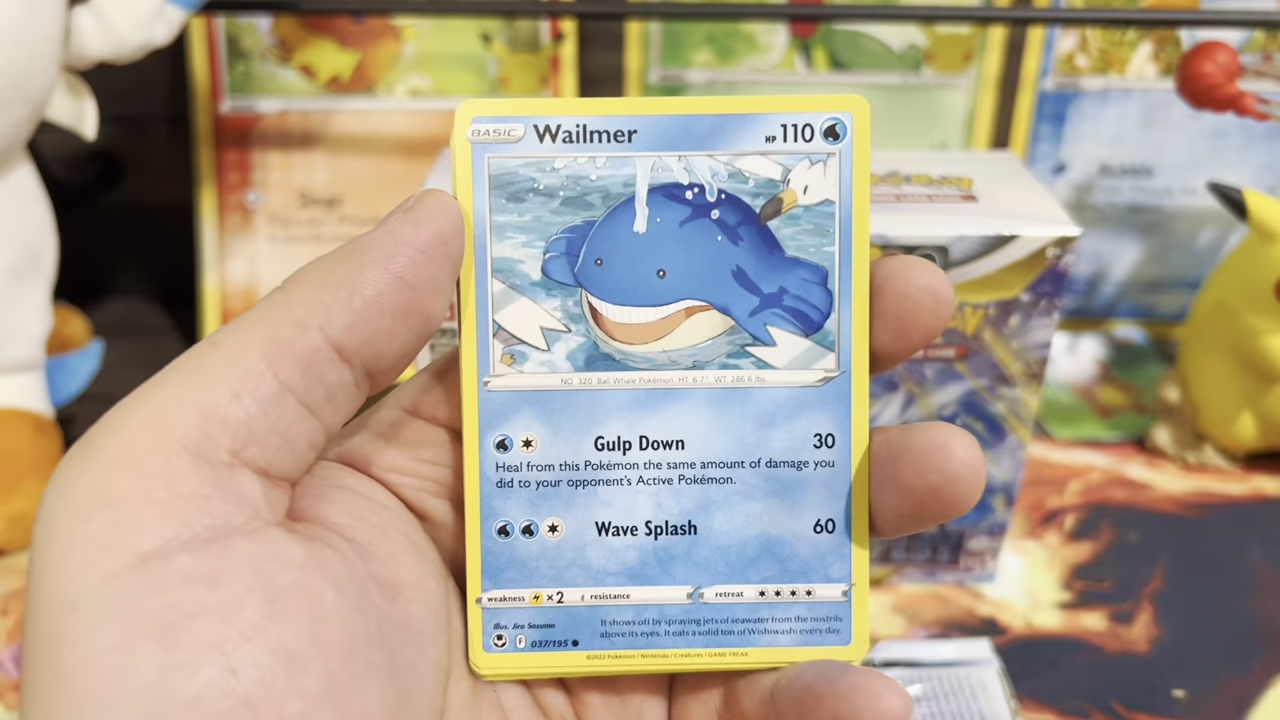 BASIC Wailmer HP 110
NO. 320 Ball Whale Pokémon HT. 6'7" WT. 286.6 lbs.
Gulp Down 30
Heal from this Pokémon the same amount of damage you
did to your opponent's Active Pokémon.
Wave Splash 60
weakness ×2 resistance retreat
Illus. Jiro Sasumo
It shows off by spraying jets of seawater from the nostrils
above its eyes. It eats a solid ton of Wishiwashi every day.
F 037/195
©2022 Pokémon / Nintendo / Creatures / GAME FREAK